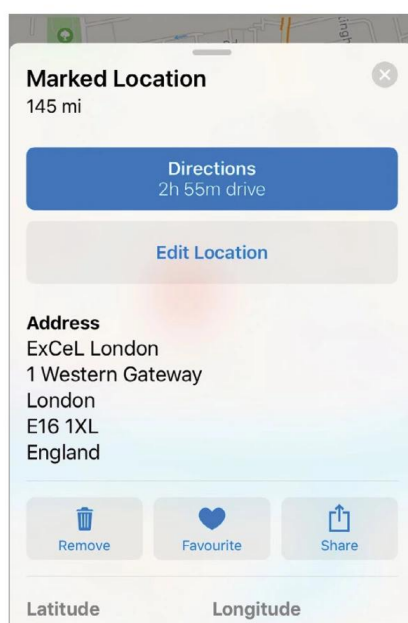 Marked Location
145 mi
Directions
2h 55m drive
Edit Location
Address
ExCeL London
1 Western Gateway
London
E16 1XL
England
Remove
Favourite
Share
Latitude
Longitude